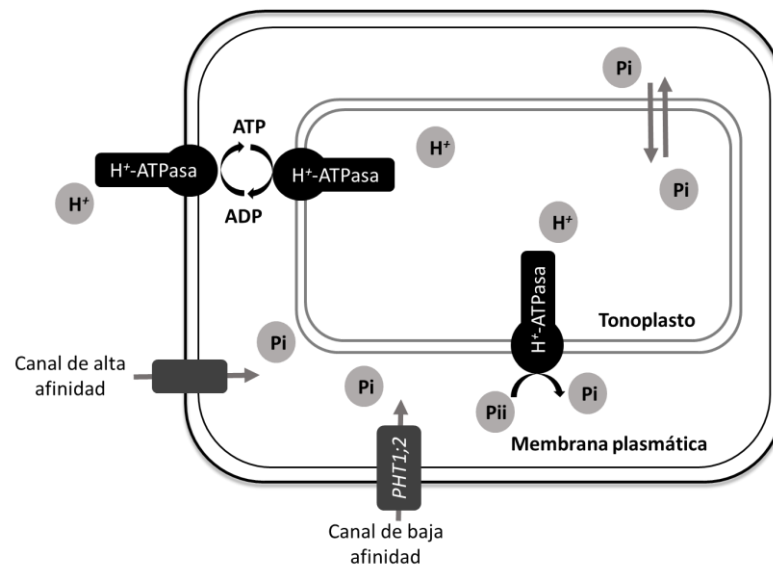 Pi
ATP
H⁺
H⁺-ATPasa
H⁺-ATPasa
Pi
H⁺
ADP
H⁺
H⁺-ATPasa
Tonoplasto
Canal de alta
afinidad
Pi
Pi
Pii
Pi
Membrana plasmática
PHT1;2
Canal de baja
afinidad